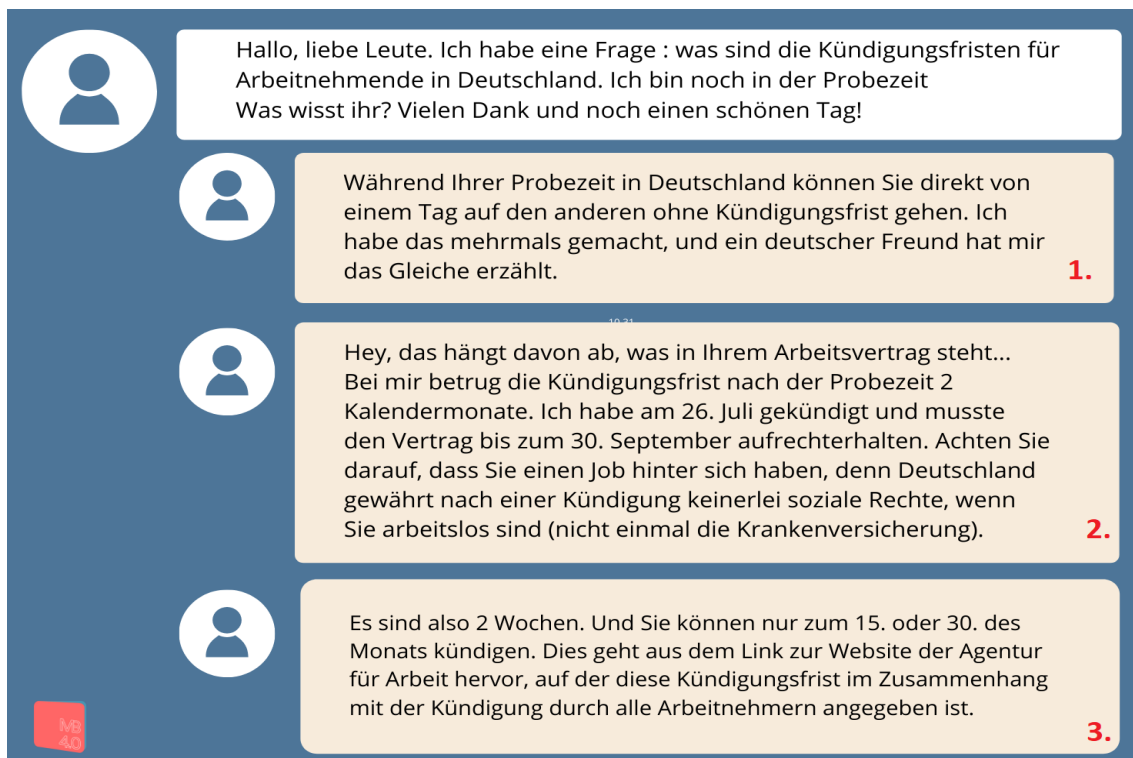 Hallo, liebe Leute. Ich habe eine Frage : was sind die Kündigungsfristen für
Arbeitnehmende in Deutschland. Ich bin noch in der Probezeit
Was wisst ihr? Vielen Dank und noch einen schönen Tag!
Während Ihrer Probezeit in Deutschland können Sie direkt von
einem Tag auf den anderen ohne Kündigungsfrist gehen. Ich
habe das mehrmals gemacht, und ein deutscher Freund hat mir
das Gleiche erzählt.
1.
Hey, das hängt davon ab, was in Ihrem Arbeitsvertrag steht...
Bei mir betrug die Kündigungsfrist nach der Probezeit 2
Kalendermonate. Ich habe am 26. Juli gekündigt und musste
den Vertrag bis zum 30. September aufrechterhalten. Achten Sie
darauf, dass Sie einen Job hinter sich haben, denn Deutschland
gewährt nach einer Kündigung keinerlei soziale Rechte, wenn
Sie arbeitslos sind (nicht einmal die Krankenversicherung).
2.
Es sind also 2 Wochen. Und Sie können nur zum 15. oder 30. des
Monats kündigen. Dies geht aus dem Link zur Website der Agentur
für Arbeit hervor, auf der diese Kündigungsfrist im Zusammenhang
mit der Kündigung durch alle Arbeitnehmern angegeben ist.
3.
MB
4.0